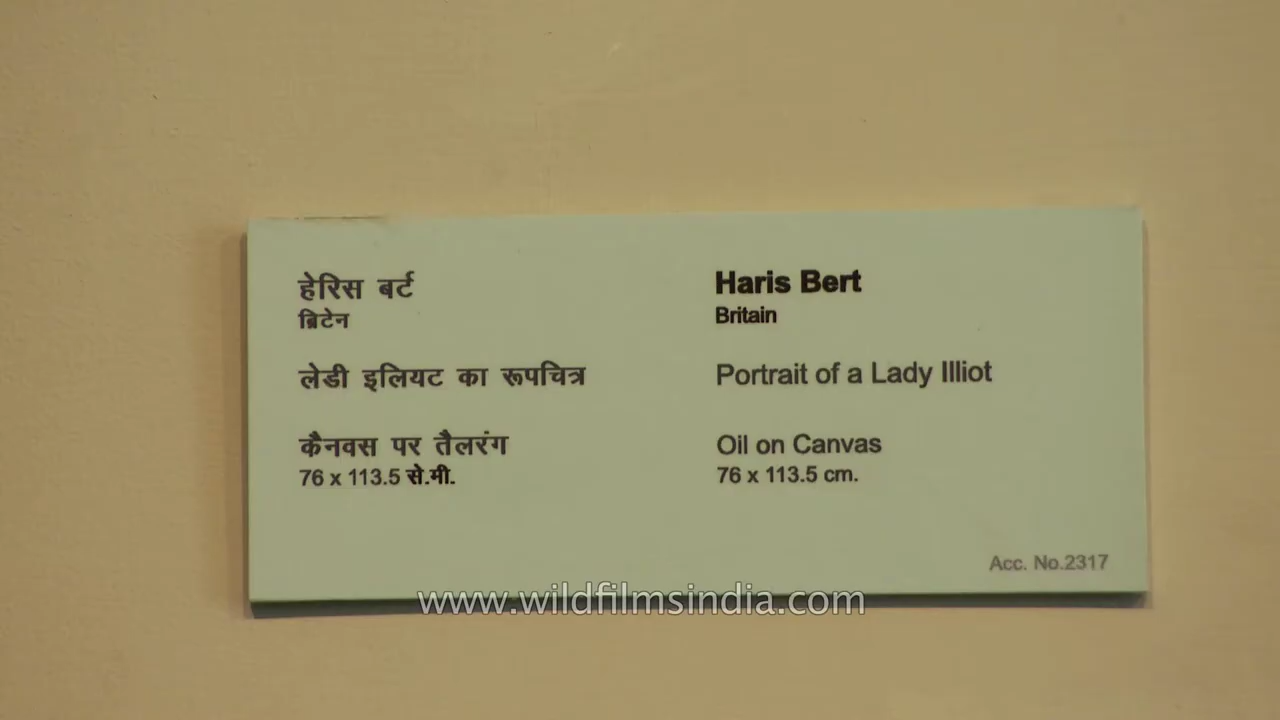 हेरिस बर्ट
ब्रिटेन
लेडी इलियट का रूपचित्र
कैनवस पर तैलरंग
76 x 113.5 से.मी.
Haris Bert
Britain
Portrait of a Lady Illiot
Oil on Canvas
76 x 113.5 cm.
Acc. No.2317
www.wildfilmsindia.com